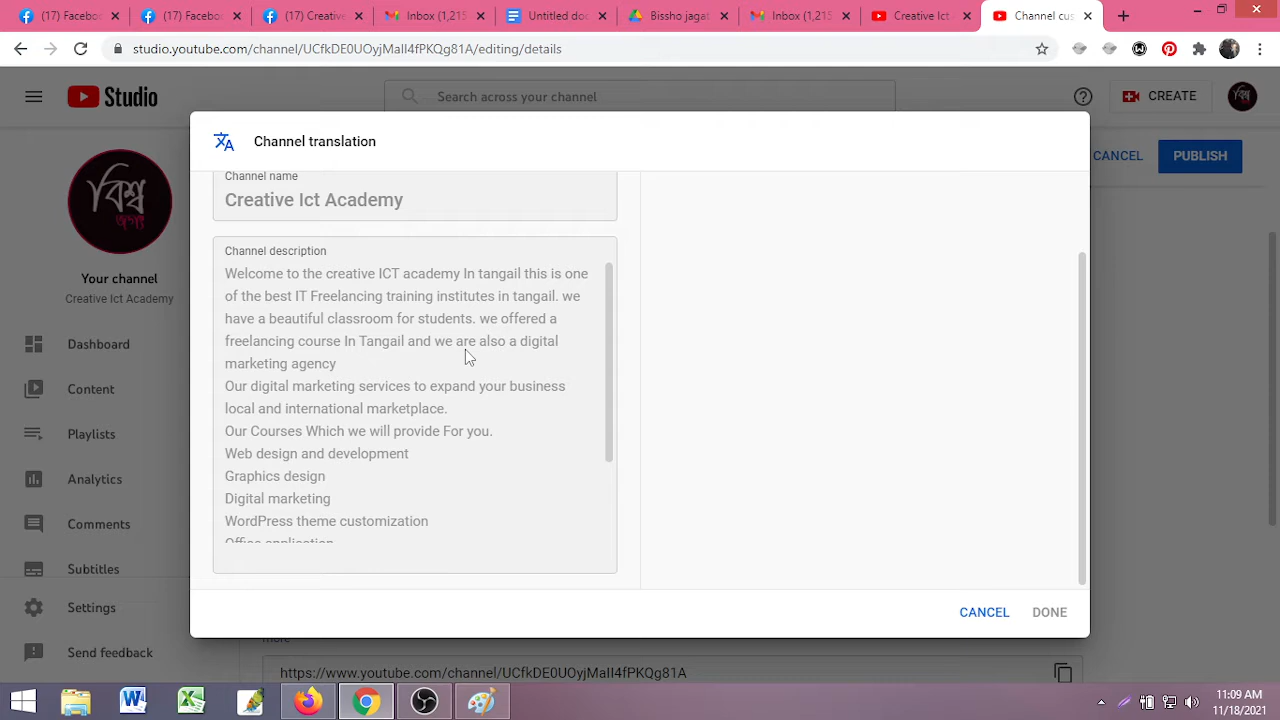 (17) Facebook
(17) Facebook
(17) Creative
Inbox (1,215
Untitled doc
Bissho jagat
Inbox (1,215
Creative Ict
Channel cus
studio.youtube.com/channel/UCfkDE0UOyjMaIl4fPKQg81A/editing/details
Studio
Search across your channel
CREATE
বিশ্ব
জগৎ
Channel translation
CANCEL
PUBLISH
Channel name
Creative Ict Academy
Channel description
Welcome to the creative ICT academy In tangail this is one
of the best IT Freelancing training institutes in tangail. we
have a beautiful classroom for students. we offered a
freelancing course In Tangail and we are also a digital
marketing agency
Our digital marketing services to expand your business
local and international marketplace.
Our Courses Which we will provide For you.
Web design and development
Graphics design
Digital marketing
WordPress theme customization
Office application
Your channel
Creative Ict Academy
Dashboard
Content
Playlists
Analytics
Comments
Subtitles
Settings
Send feedback
CANCEL
DONE
more
https://www.youtube.com/channel/UCfkDE0UOyjMaIl4fPKQg81A
11:09 AM
11/18/2021